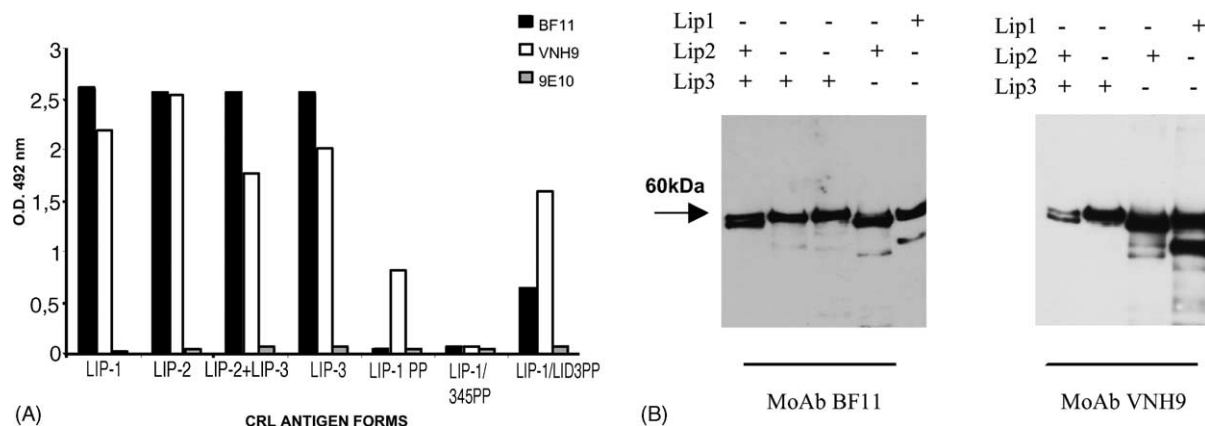 BF11
VNH9
9E10
3
2,5
2
1,5
1
0,5
0
O.D. 492 nm
LIP-1 LIP-2 LIP-2+LIP-3 LIP-3 LIP-1 PP LIP-1/ LIP-1/LID3PP
345PP
CRL ANTIGEN FORMS
(A)
Lip1 - - - - +
Lip2 + - - + -
Lip3 + + + - -
60kDa
MoAb BF11
Lip1 - - - +
Lip2 + - + -
Lip3 + + - -
MoAb VNH9
(B)